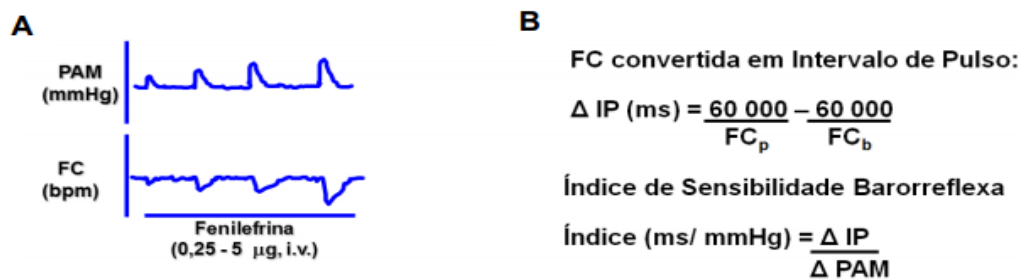 A
PAM
(mmHg)
FC
(bpm)
Fenilefrina
(0,25 - 5 μg, i.v.)
B
FC convertida em Intervalo de Pulso:
Δ IP (ms) = 60 000 – 60 000
FCp FCb
Índice de Sensibilidade Barorreflexa
Índice (ms/ mmHg) = Δ IP
Δ PAM